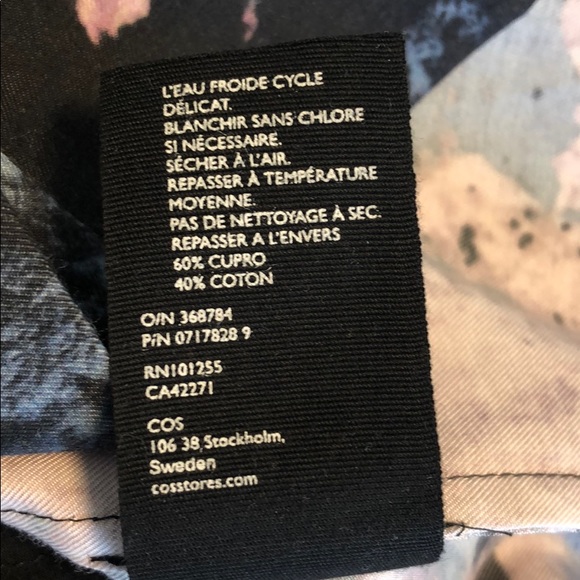 L'EAU FROIDE CYCLE
DÉLICAT.
BLANCHIR SANS CHLORE
SI NÉCESSAIRE.
SÉCHER À L'AIR.
REPASSER À TEMPÉRATURE
MOYENNE.
PAS DE NETTOYAGE À SEC.
REPASSER A L'ENVERS
60% CUPRO
40% COTON
O/N 368784
P/N 0717828 9
RN101255
CA42271
COS
106 38, Stockholm,
Sweden
cosstores.com